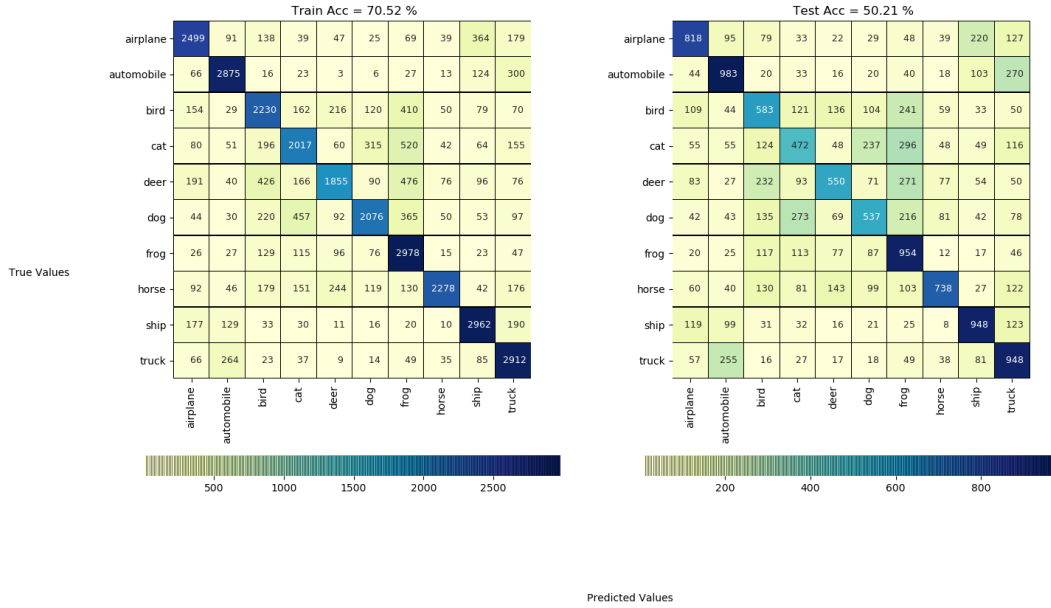 Train Acc = 70.52 %
airplane 2499 91 138 39 47 25 69 39 364 179
automobile 66 2875 16 23 3 6 27 13 124 300
bird 154 29 2230 162 216 120 410 50 79 70
cat 80 51 196 2017 60 315 520 42 64 155
deer 191 40 426 166 1855 90 476 76 96 76
dog 44 30 220 457 92 2076 365 50 53 97
frog 26 27 129 115 96 76 2978 15 23 47
horse 92 46 179 151 244 119 130 2278 42 176
ship 177 129 33 30 11 16 20 10 2962 190
truck 66 264 23 37 9 14 49 35 85 2912
airplane automobile bird cat deer dog frog horse ship truck
500 1000 1500 2000 2500
Test Acc = 50.21 %
airplane 818 95 79 33 22 29 48 39 220 127
automobile 44 983 20 33 16 20 40 18 103 270
bird 109 44 583 121 136 104 241 59 33 50
cat 55 55 124 472 48 237 296 48 49 116
deer 83 27 232 93 550 71 271 77 54 50
dog 42 43 135 273 69 537 216 81 42 78
frog 20 25 117 113 77 87 954 12 17 46
horse 60 40 130 81 143 99 103 738 27 122
ship 119 99 31 32 16 21 25 8 948 123
truck 57 255 16 27 17 18 49 38 81 948
airplane automobile bird cat deer dog frog horse ship truck
200 400 600 800
True Values
Predicted Values